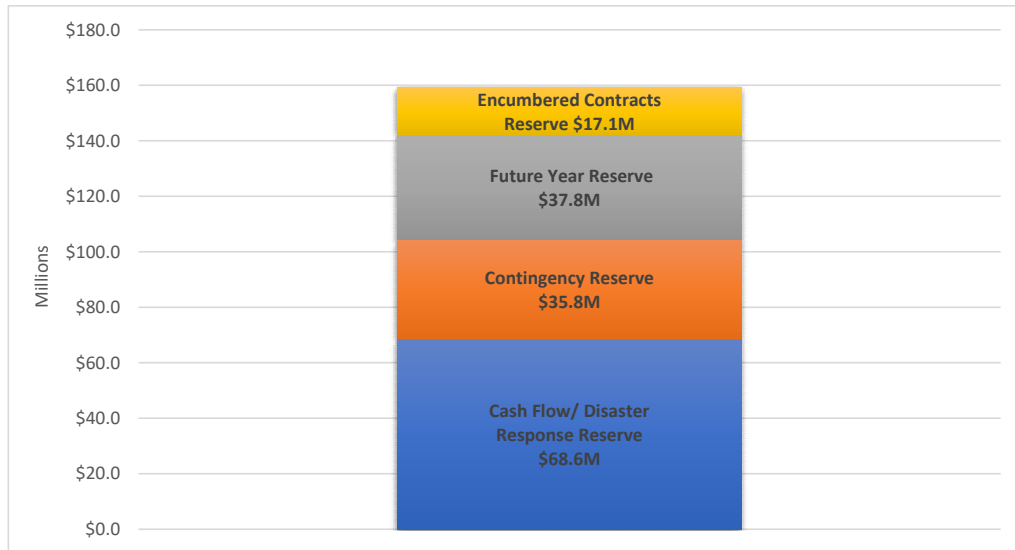 $180.0
$160.0
$140.0
$120.0
$100.0
$80.0
$60.0
$40.0
$20.0
$0.0
Millions
Encumbered Contracts
Reserve $17.1M
Future Year Reserve
$37.8M
Contingency Reserve
$35.8M
Cash Flow/ Disaster
Response Reserve
$68.6M